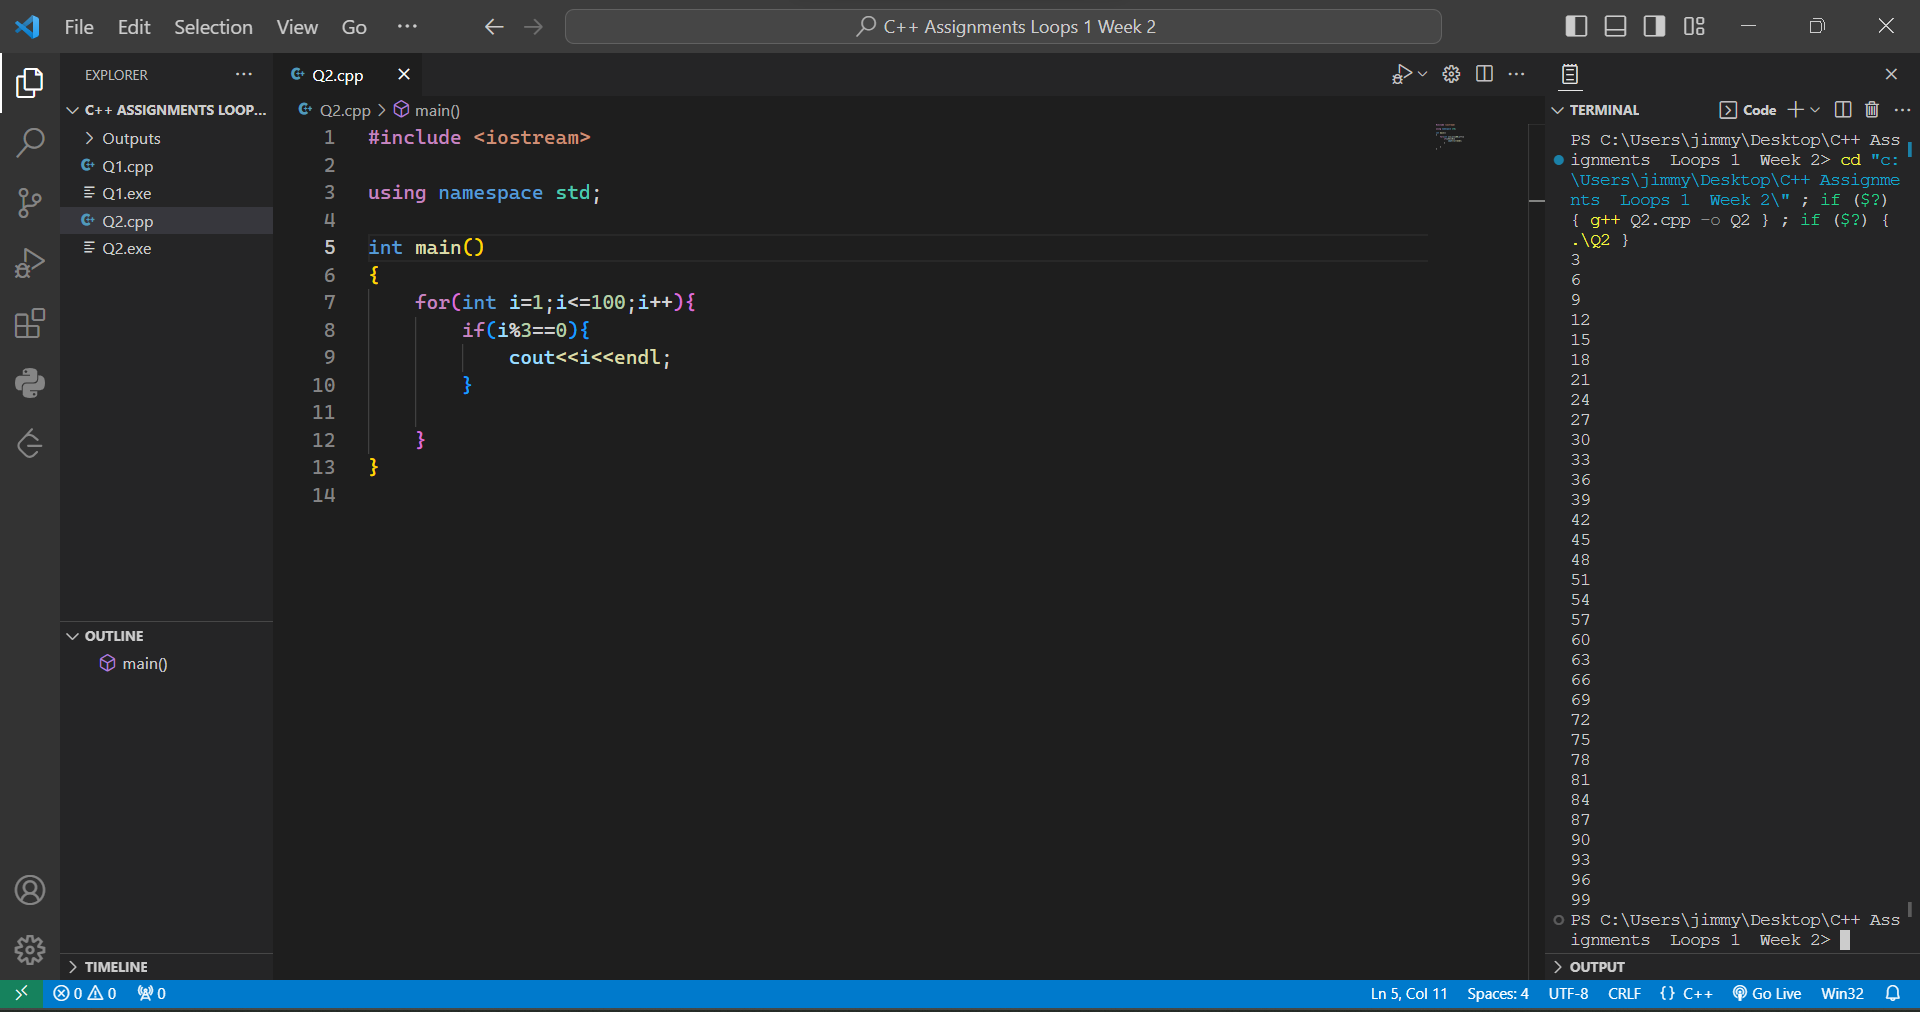 File Edit Selection View Go ···
C++ Assignments Loops 1 Week 2
EXPLORER
C++ ASSIGNMENTS LOOP...
Outputs
Q1.cpp
Q1.exe
Q2.cpp
Q2.exe
OUTLINE
main()
TIMELINE
Q2.cpp
Q2.cpp > main()
1 #include <iostream>
2
3 using namespace std;
4
5 int main()
6 {
7 for(int i=1;i<=100;i++){
8 if(i%3==0){
9 cout<<i<<endl;
10 }
11
12 }
13 }
14
TERMINAL
Code
PS C:\Users\jimmy\Desktop\C++ Ass
ignments  Loops 1  Week 2> cd "c:
\Users\jimmy\Desktop\C++ Assignme
nts  Loops 1  Week 2\" ; if ($?)
{ g++ Q2.cpp -o Q2 } ; if ($?) {
.\Q2 }
3
6
9
12
15
18
21
24
27
30
33
36
39
42
45
48
51
54
57
60
63
66
69
72
75
78
81
84
87
90
93
96
99
PS C:\Users\jimmy\Desktop\C++ Ass
ignments  Loops 1  Week 2>
OUTPUT
0 0 0
Ln 5, Col 11 Spaces: 4 UTF-8 CRLF {} C++ Go Live Win32